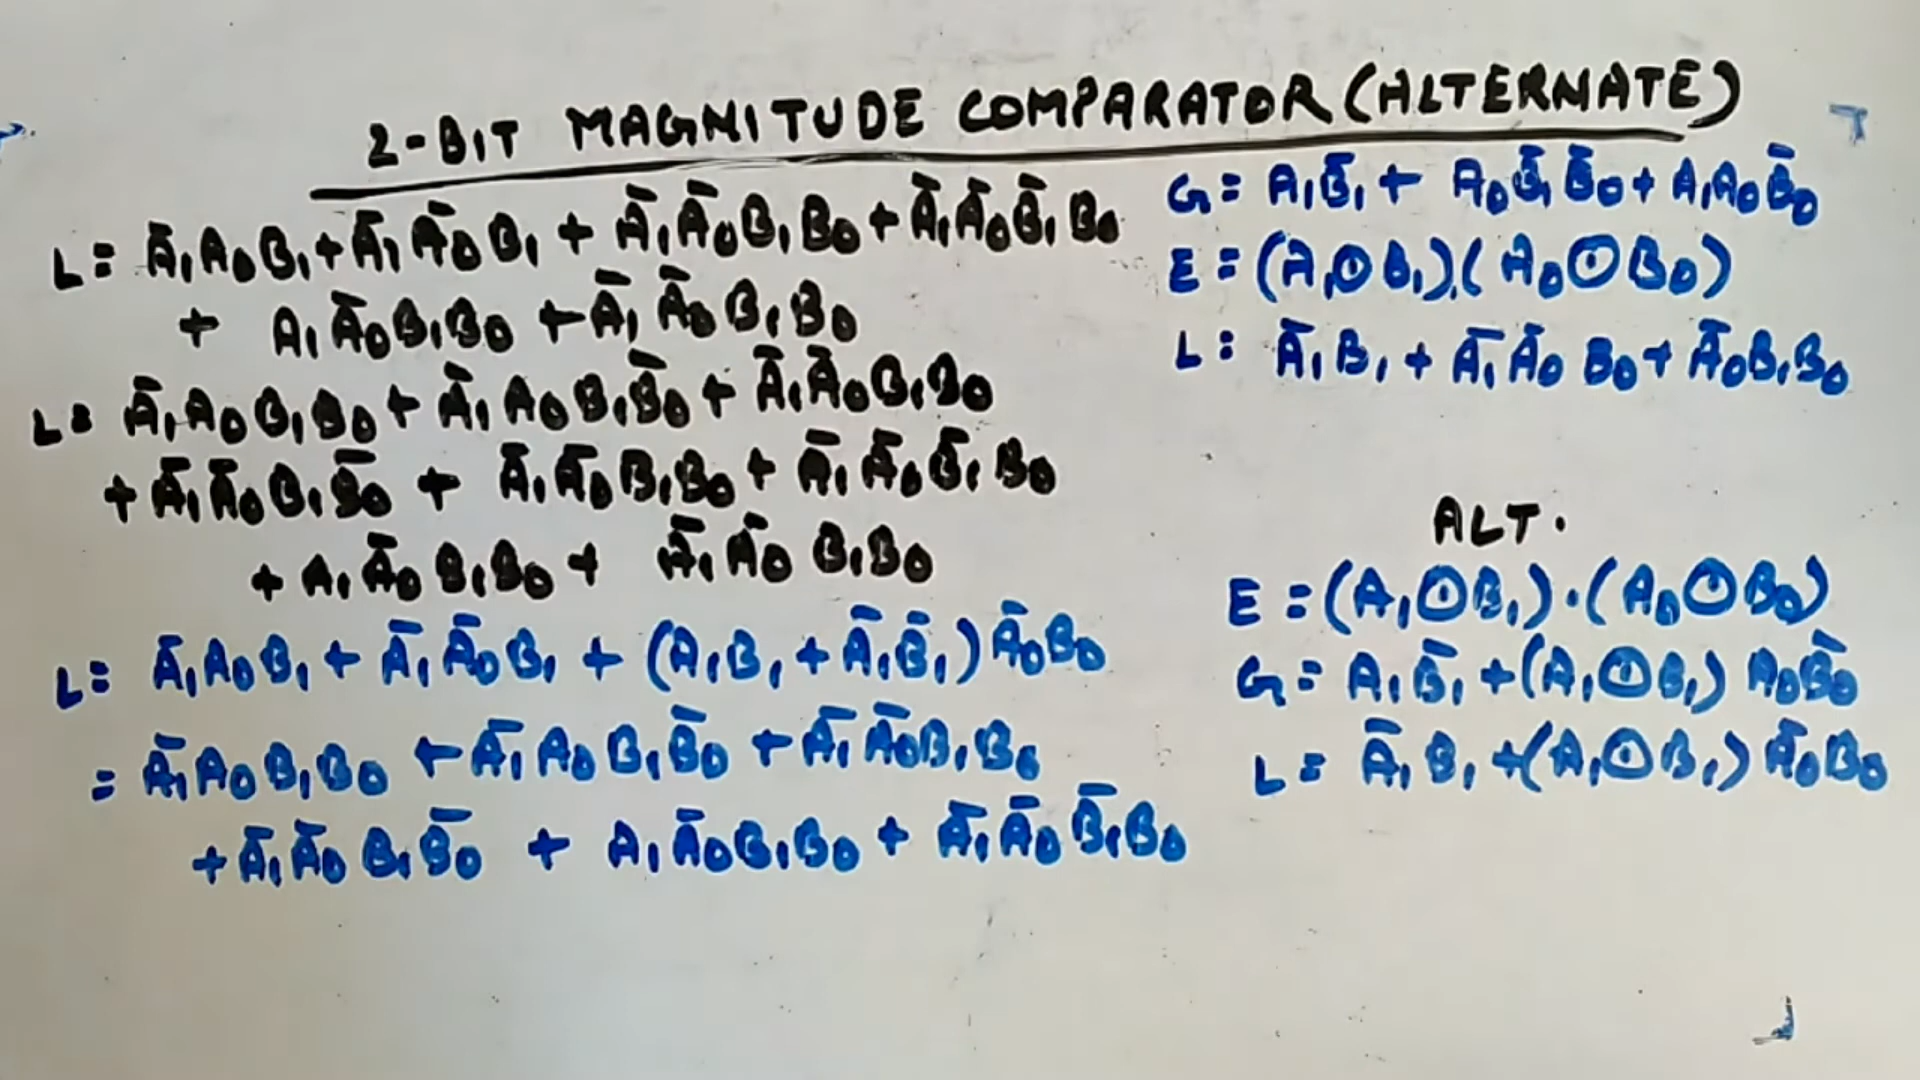 2-BIT MAGNITUDE COMPARATOR (ALTERNATE)
L = Ā₁A₀B₁ + Ā₁Ā₀B₁ + Ā₁Ā₀B₁B₀ + Ā₁Ā₀B̄₁B₀
+ A₁Ā₀B₁B₀ + Ā₁Ā₀B₁B₀
L = Ā₁A₀B₁B₀ + Ā₁A₀B₁B̄₀ + Ā₁Ā₀B₁B₀
+ Ā₁Ā₀B₁B̄₀ + Ā₁Ā₀B₁B₀ + Ā₁Ā₀B̄₁B₀
+ A₁Ā₀B₁B₀ + Ā₁Ā₀B₁B₀
L = Ā₁A₀B₁ + Ā₁Ā₀B₁ + (A₁B₁ + Ā₁B̄₁)Ā₀B₀
= Ā₁A₀B₁B₀ + Ā₁A₀B₁B̄₀ + Ā₁Ā₀B₁B₀
+ Ā₁Ā₀B₁B̄₀ + A₁Ā₀B₁B₀ + Ā₁Ā₀B̄₁B₀
G = A₁B̄₁ + A₀B̄₁B̄₀ + A₁A₀B̄₀
E = (A₁⊙B₁).(A₀⊙B₀)
L = Ā₁B₁ + Ā₁Ā₀B₀ + Ā₀B₁B₀
ALT.
E = (A₁⊙B₁).(A₀⊙B₀)
G = A₁B̄₁ + (A₁⊙B₁) A₀B̄₀
L = Ā₁B₁ + (A₁⊙B₁) Ā₀B₀